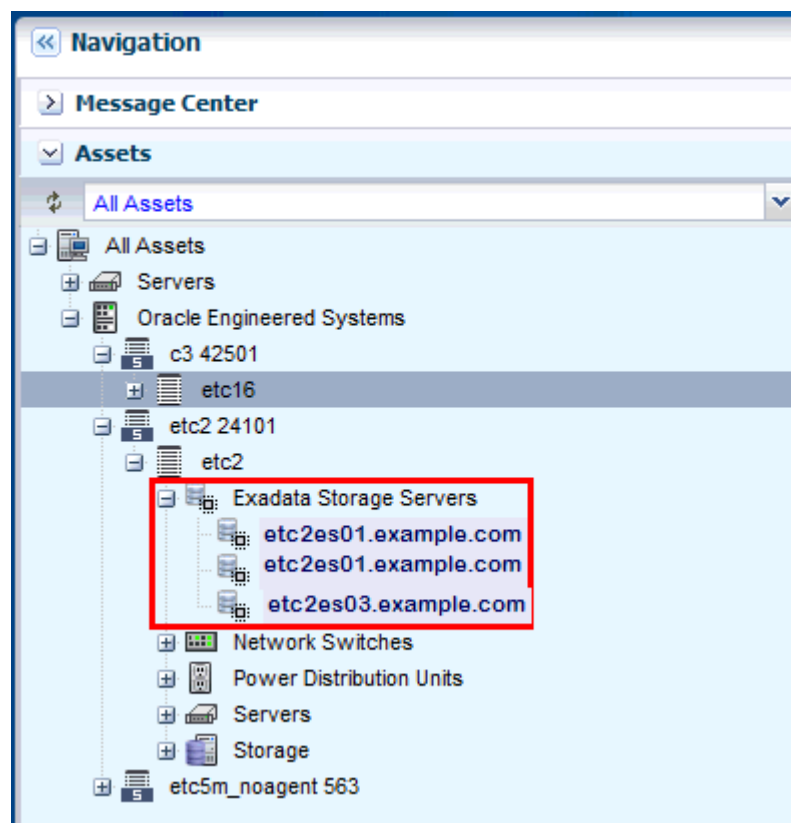 Navigation
Message Center
Assets
All Assets
All Assets
Servers
Oracle Engineered Systems
c3 42501
etc16
etc2 24101
etc2
Exadata Storage Servers
etc2es01.example.com
etc2es01.example.com
etc2es03.example.com
Network Switches
Power Distribution Units
Servers
Storage
etc5m_noagent 563